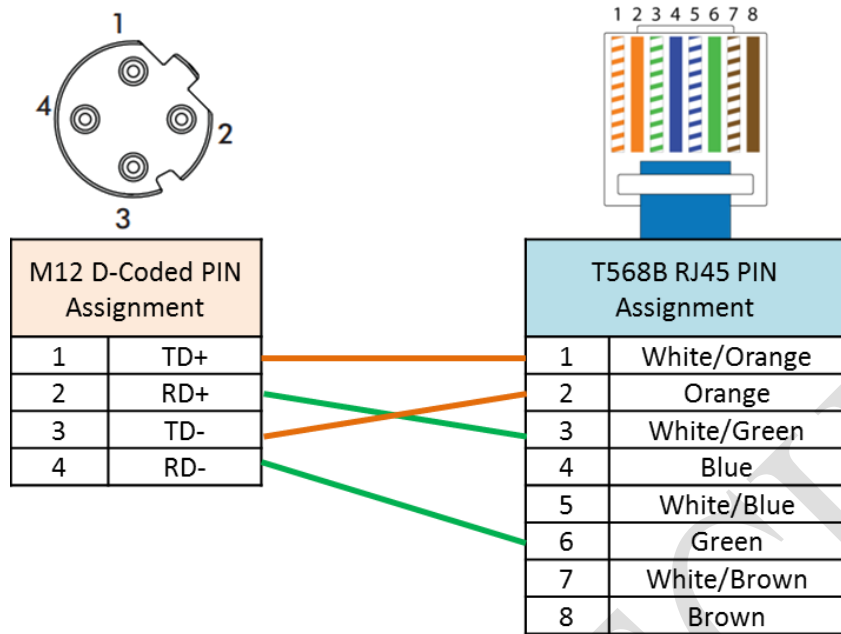 1
4
2
3
1 2 3 4 5 6 7 8
M12 D-Coded PIN
Assignment
1 TD+
2 RD+
3 TD-
4 RD-
T568B RJ45 PIN
Assignment
1 White/Orange
2 Orange
3 White/Green
4 Blue
5 White/Blue
6 Green
7 White/Brown
8 Brown